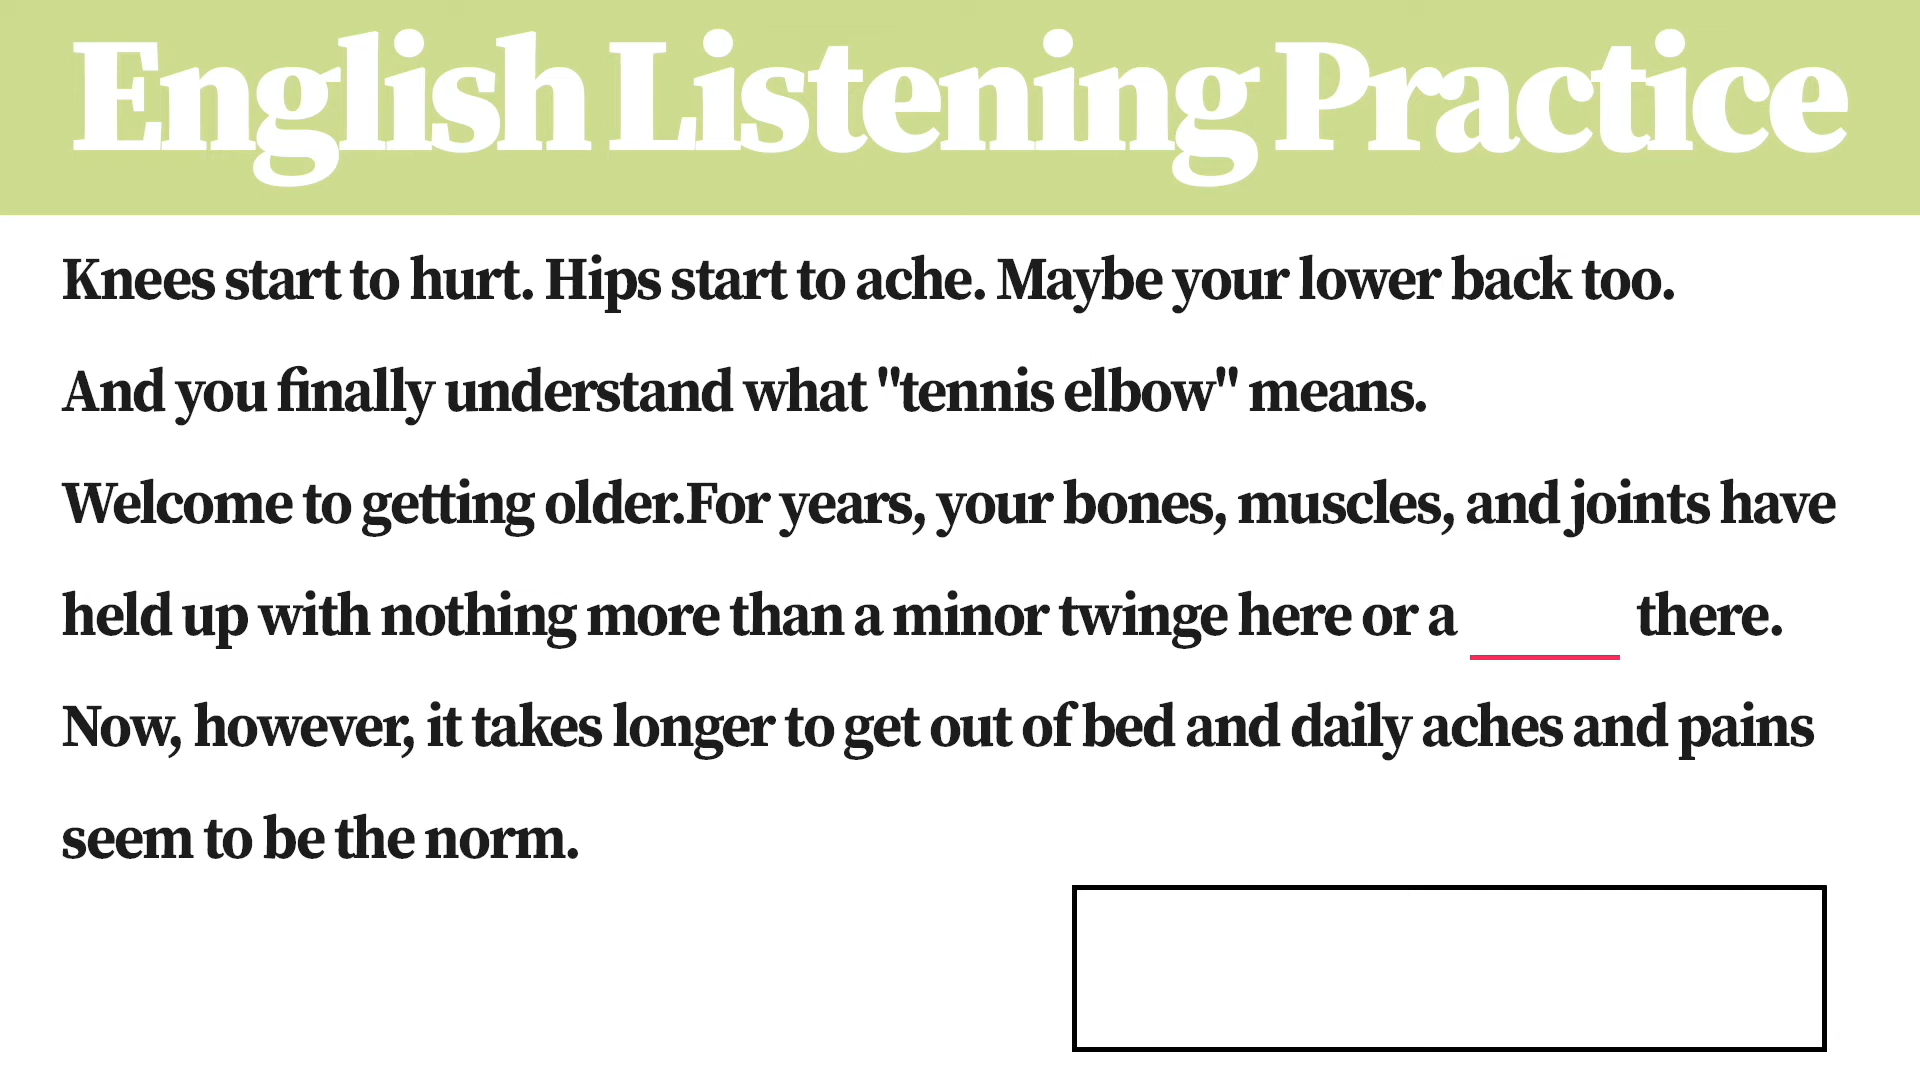 English Listening Practice
Knees start to hurt. Hips start to ache. Maybe your lower back too.
And you finally understand what "tennis elbow" means.
Welcome to getting older.For years, your bones, muscles, and joints have
held up with nothing more than a minor twinge here or a ______ there.
Now, however, it takes longer to get out of bed and daily aches and pains
seem to be the norm.